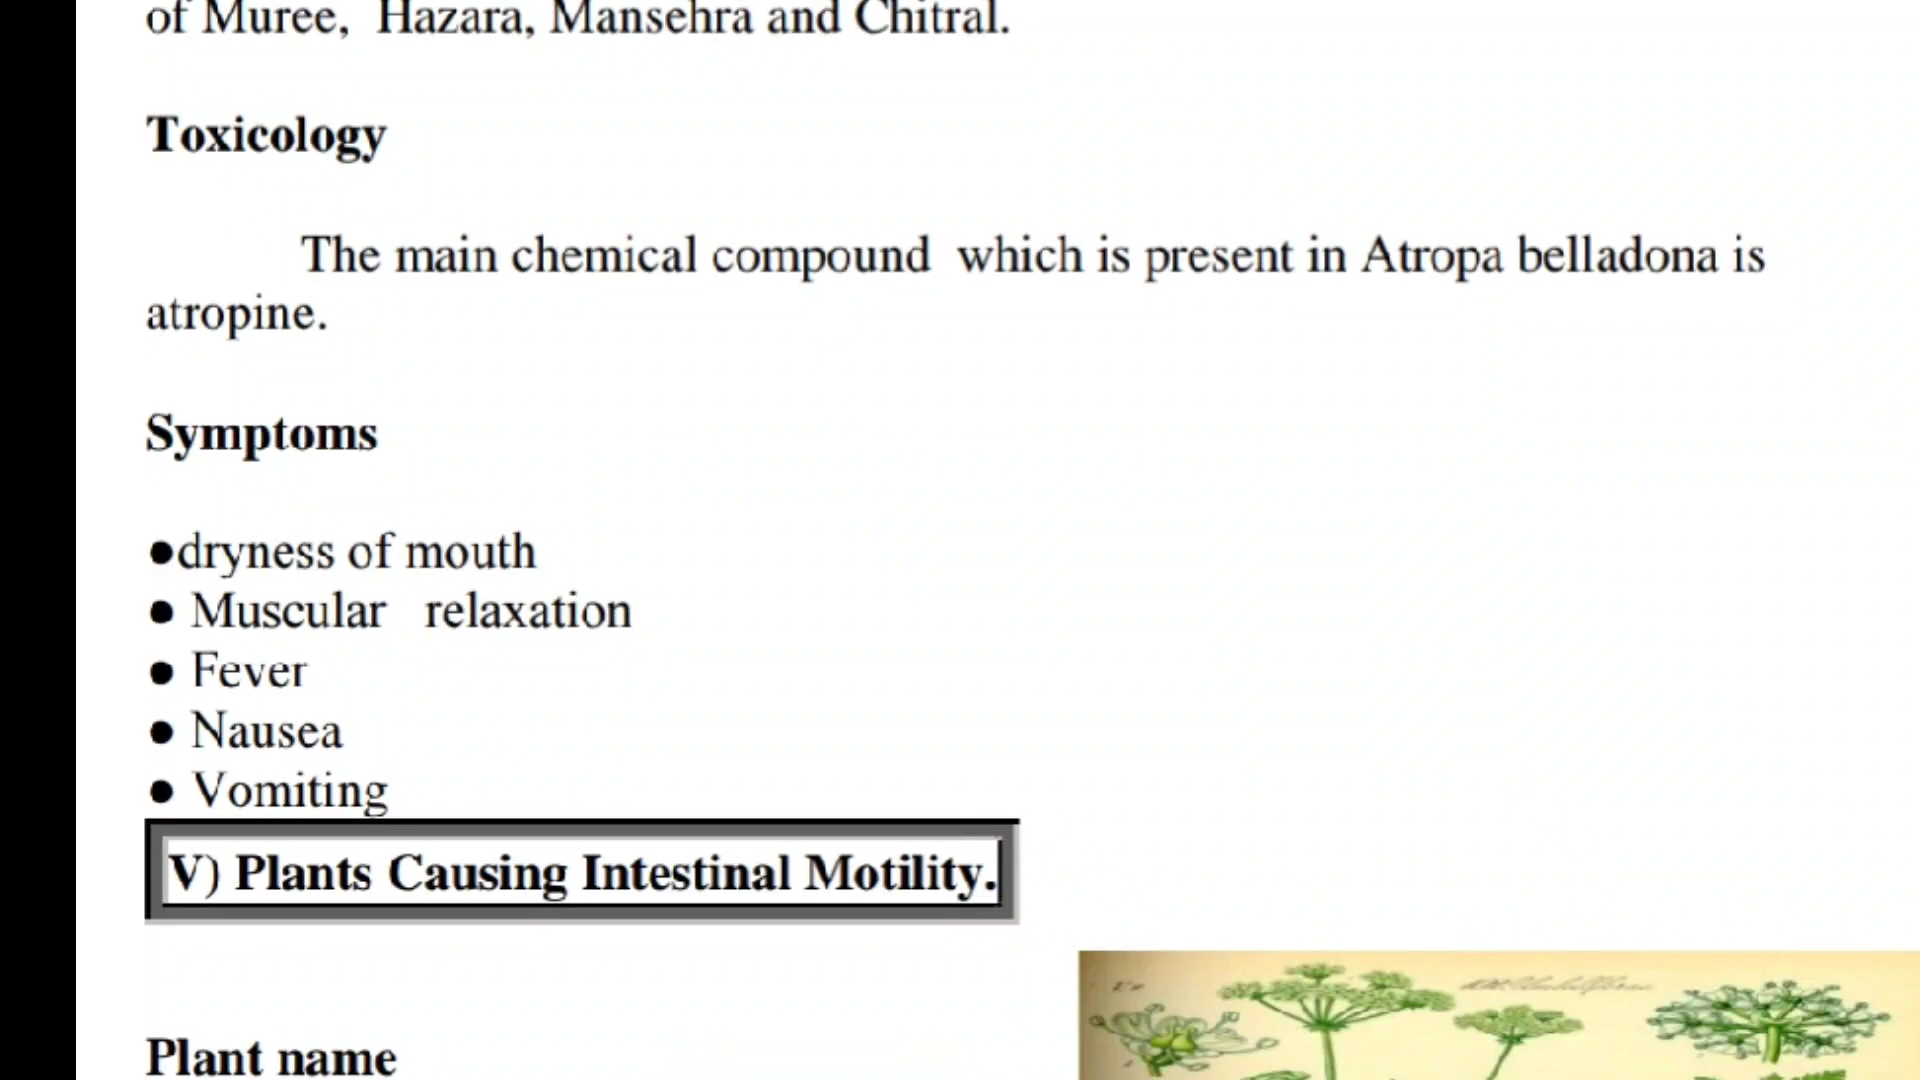 of Muree, Hazara, Mansehra and Chitral.
Toxicology
The main chemical compound which is present in Atropa belladona is
atropine.
Symptoms
●dryness of mouth
● Muscular relaxation
● Fever
● Nausea
● Vomiting
V) Plants Causing Intestinal Motility.
Plant name